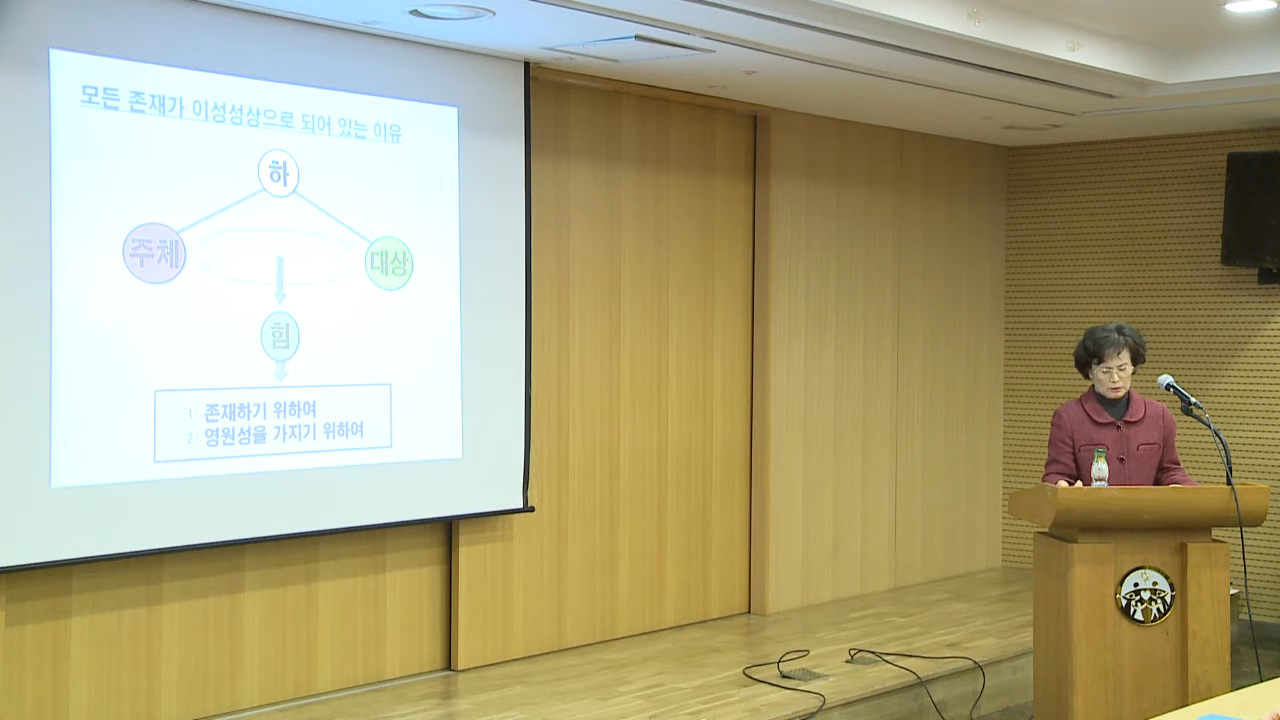 모든 존재가 이성성상으로 되어 있는 이유
하
주체
대상
힘
1. 존재하기 위하여
2. 영원성을 가지기 위하여